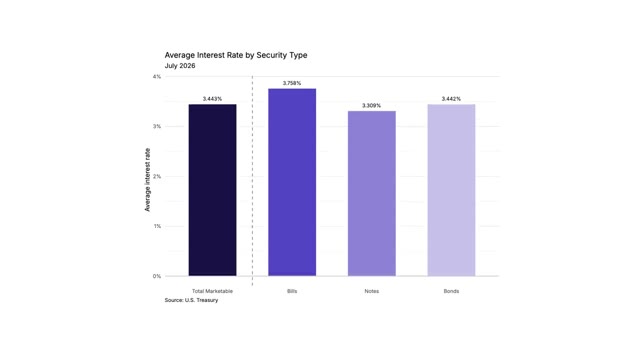 Average Interest Rate by Security Type
July 2026
4%
3%
2%
1%
0%
Average interest rate
3.443%
3.758%
3.309%
3.442%
Total Marketable
Bills
Notes
Bonds
Source: U.S. Treasury